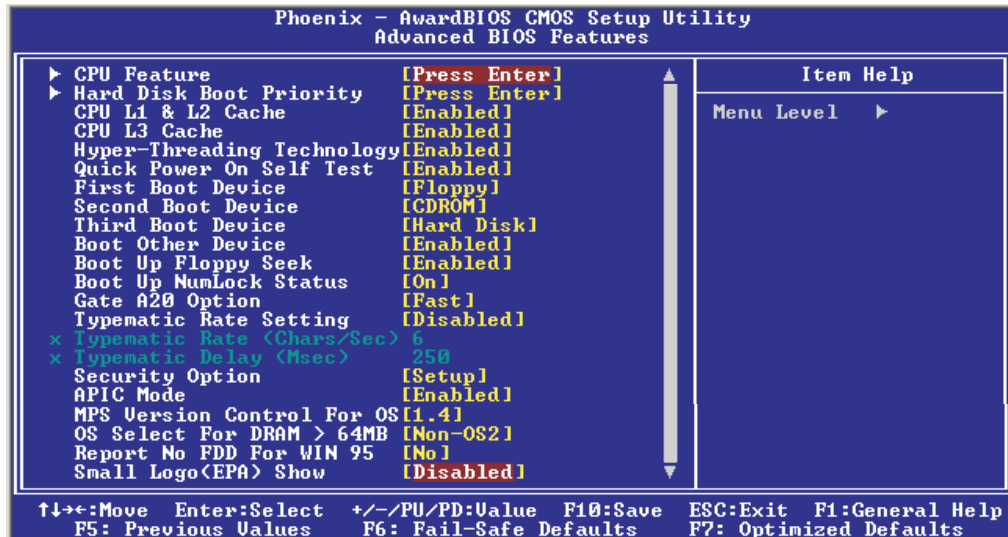 Phoenix - AwardBIOS CMOS Setup Utility
Advanced BIOS Features
▶ CPU Feature [Press Enter]
▶ Hard Disk Boot Priority [Press Enter]
CPU L1 & L2 Cache [Enabled]
CPU L3 Cache [Enabled]
Hyper-Threading Technology[Enabled]
Quick Power On Self Test [Enabled]
First Boot Device [Floppy]
Second Boot Device [CDROM]
Third Boot Device [Hard Disk]
Boot Other Device [Enabled]
Boot Up Floppy Seek [Enabled]
Boot Up NumLock Status [On]
Gate A20 Option [Fast]
Typematic Rate Setting [Disabled]
x Typematic Rate (Chars/Sec) 6
x Typematic Delay (Msec) 250
Security Option [Setup]
APIC Mode [Enabled]
MPS Version Control For OS[1.4]
OS Select For DRAM > 64MB [Non-OS2]
Report No FDD For WIN 95 [No]
Small Logo(EPA) Show [Disabled]
Item Help
Menu Level ▶
↑↓→←:Move Enter:Select +/-/PU/PD:Value F10:Save ESC:Exit F1:General Help
F5: Previous Values F6: Fail-Safe Defaults F7: Optimized Defaults